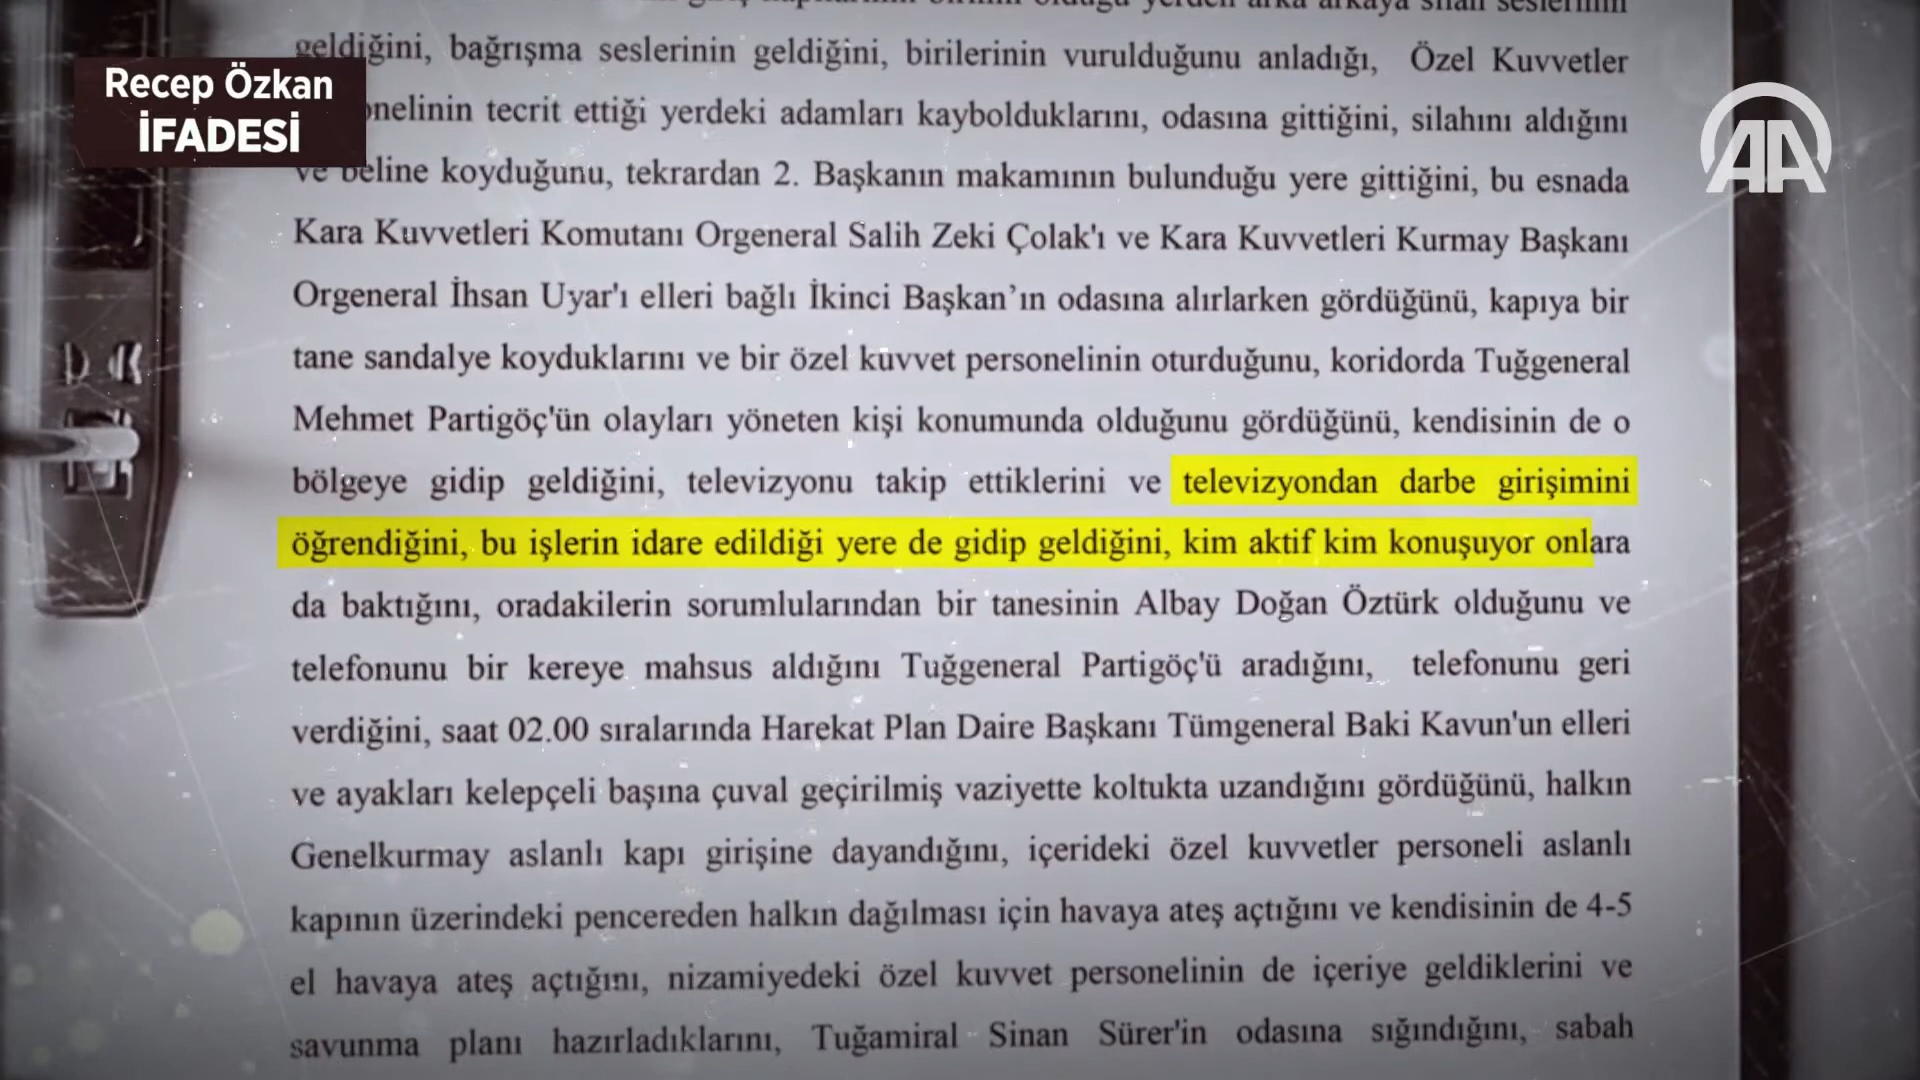 Recep Özkan
İFADESİ
AA
geldiğini, bağrışma seslerinin geldiğini, birilerinin vurulduğunu anladığı, Özel Kuvvetler
tecrit ettiği yerdeki adamları kaybolduklarını, odasına gittiğini, silahını aldığını
ve beline koyduğunu, tekrardan 2. Başkanın makamının bulunduğu yere gittiğini, bu esnada
Kara Kuvvetleri Komutanı Orgeneral Salih Zeki Çolak'ı ve Kara Kuvvetleri Kurmay Başkanı
Orgeneral İhsan Uyar'ı elleri bağlı İkinci Başkan’ın odasına alırlarken gördüğünü, kapıya bir
tane sandalye koyduklarını ve bir özel kuvvet personelinin oturduğunu, koridorda Tuğgeneral
Mehmet Partigöç'ün olayları yöneten kişi konumunda olduğunu gördüğünü, kendisinin de o
bölgeye gidip geldiğini, televizyonu takip ettiklerini ve televizyondan darbe girişimini
öğrendiğini, bu işlerin idare edildiği yere de gidip geldiğini, kim aktif kim konuşuyor onlara
da baktığını, oradakilerin sorumlularından bir tanesinin Albay Doğan Öztürk olduğunu ve
telefonunu bir kereye mahsus aldığını Tuğgeneral Partigöç'ü aradığını, telefonunu geri
verdiğini, saat 02.00 sıralarında Harekat Plan Daire Başkanı Tümgeneral Baki Kavun'un elleri
ve ayakları kelepçeli başına çuval geçirilmiş vaziyette koltukta uzandığını gördüğünü, halkın
Genelkurmay aslanlı kapı girişine dayandığını, içerideki özel kuvvetler personeli aslanlı
kapının üzerindeki pencereden halkın dağılması için havaya ateş açtığını ve kendisinin de 4-5
el havaya ateş açtığını, nizamiyedeki özel kuvvet personelinin de içeriye geldiklerini ve
savunma planı hazırladıklarını, Tuğamiral Sinan Sürer'in odasına sığındığını, sabah